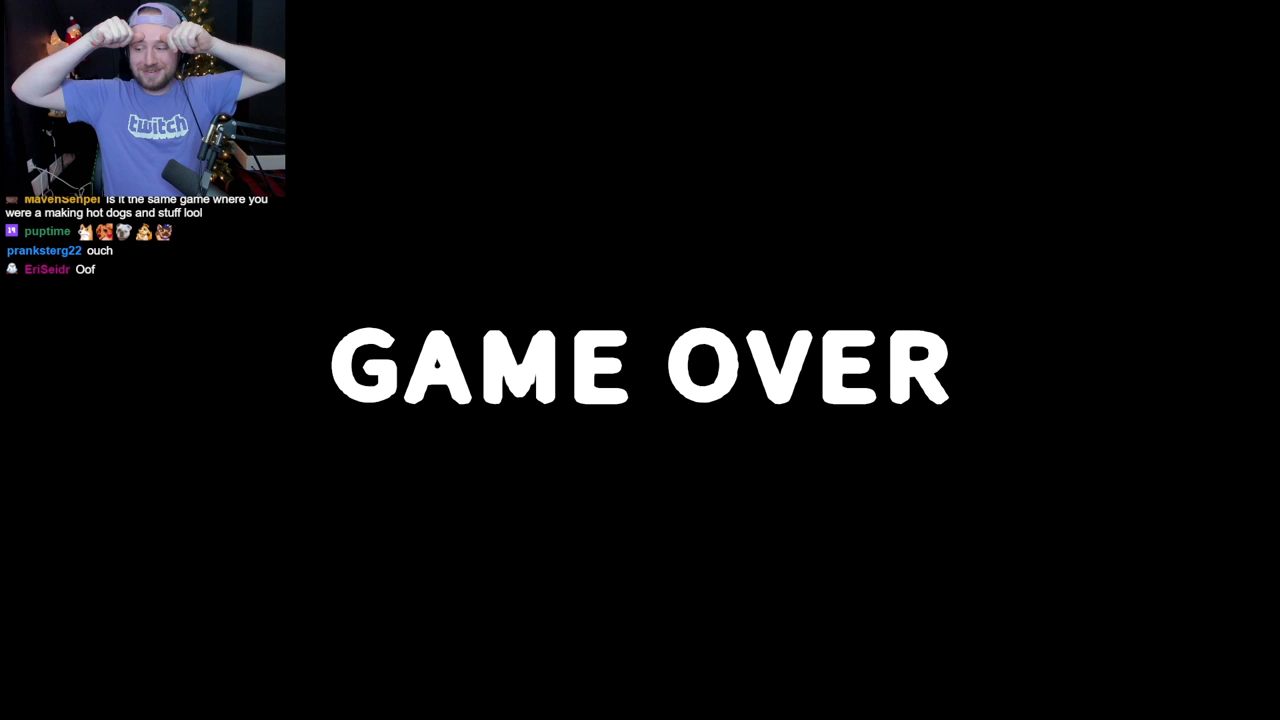 twitch
MavenSenpei Is it the same game where you
were a making hot dogs and stuff lool
puptime
pranksterg22 ouch
EriSeidr Oof
GAME OVER